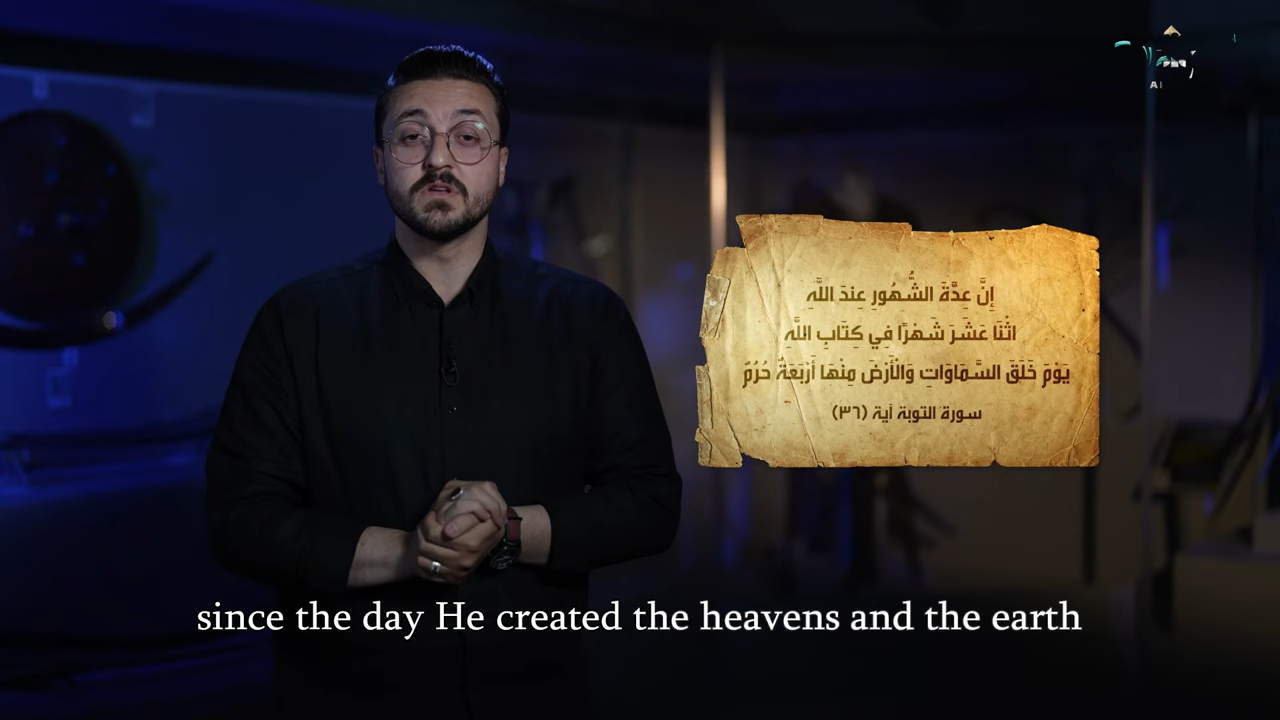 AI
إِنَّ عِدَّةَ الشُّهُورِ عِندَ اللَّهِ
اثْنَا عَشَرَ شَهْرًا فِي كِتَابِ اللَّهِ
يَوْمَ خَلَقَ السَّمَاوَاتِ وَالْأَرْضَ مِنْهَا أَرْبَعَةٌ حُرُمٌ
سورة التوبة آية (٣٦)
since the day He created the heavens and the earth